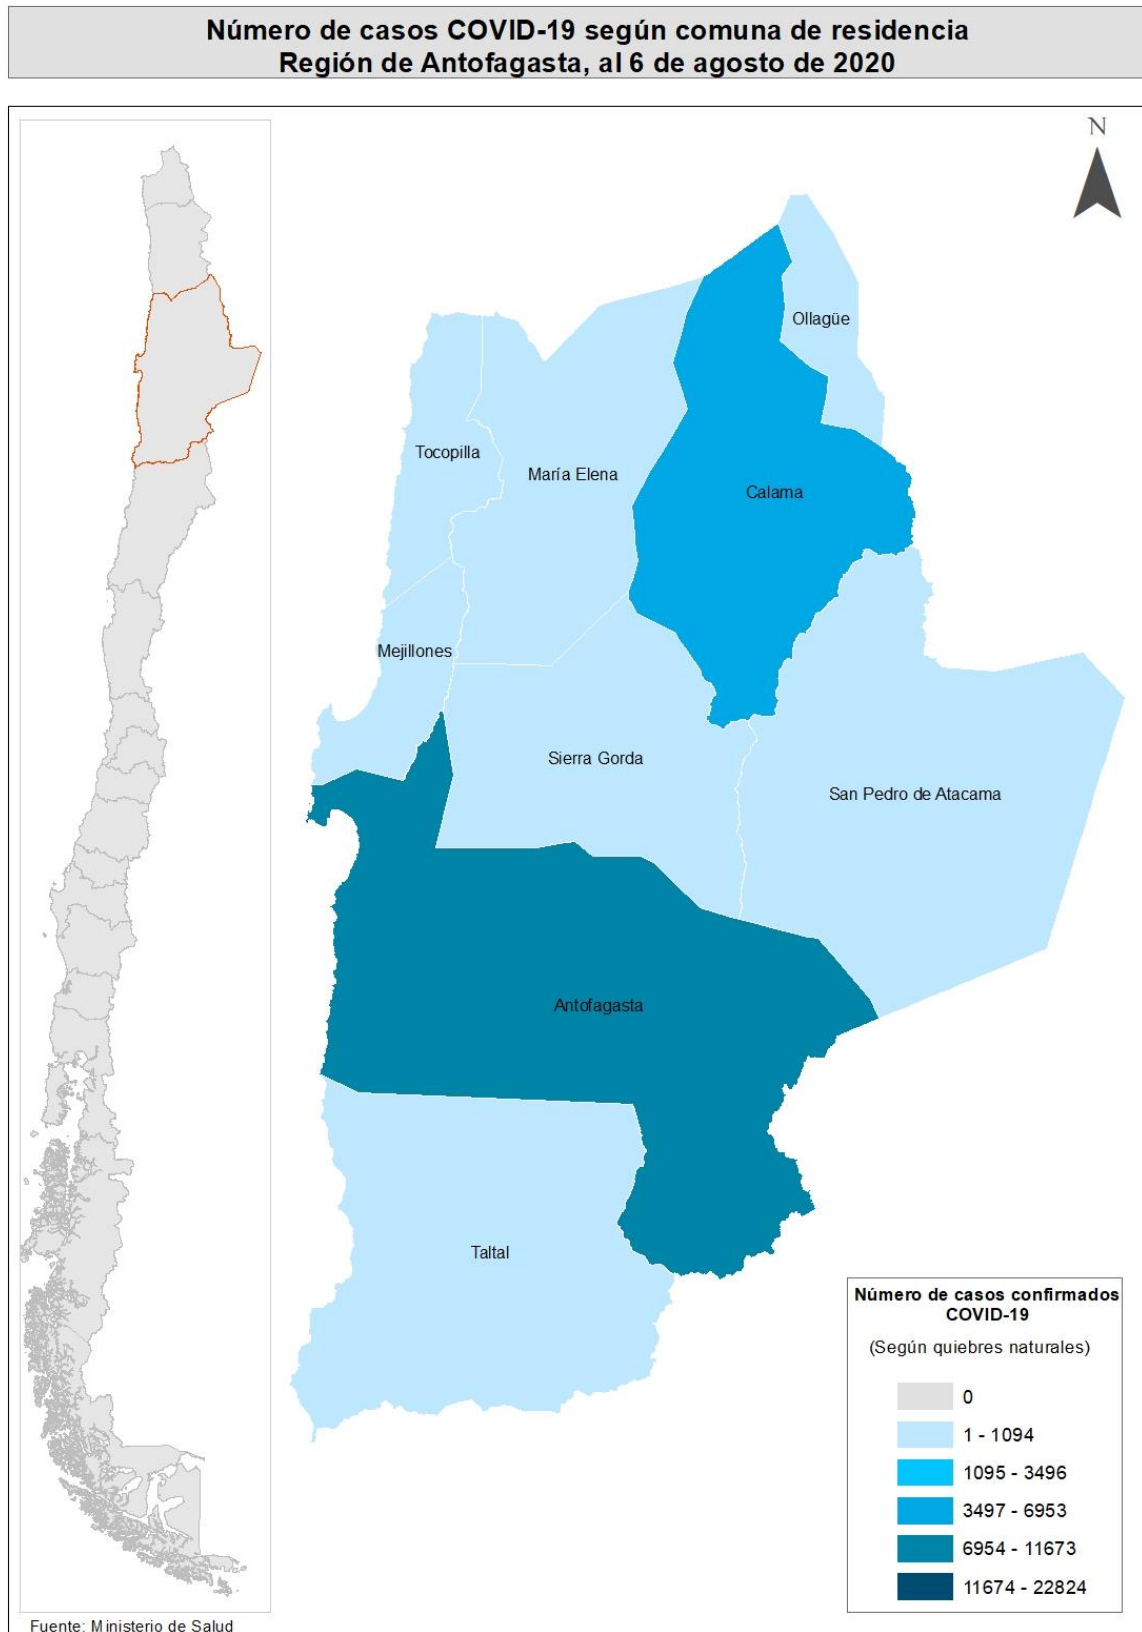 Número de casos COVID-19 según comuna de residencia
Región de Antofagasta, al 6 de agosto de 2020
N
Ollagüe
Tocopilla
María Elena
Calama
Mejillones
Sierra Gorda
San Pedro de Atacama
Antofagasta
Taltal
Número de casos confirmados
COVID-19
(Según quiebres naturales)
0
1 - 1094
1095 - 3496
3497 - 6953
6954 - 11673
11674 - 22824
Fuente: Ministerio de Salud